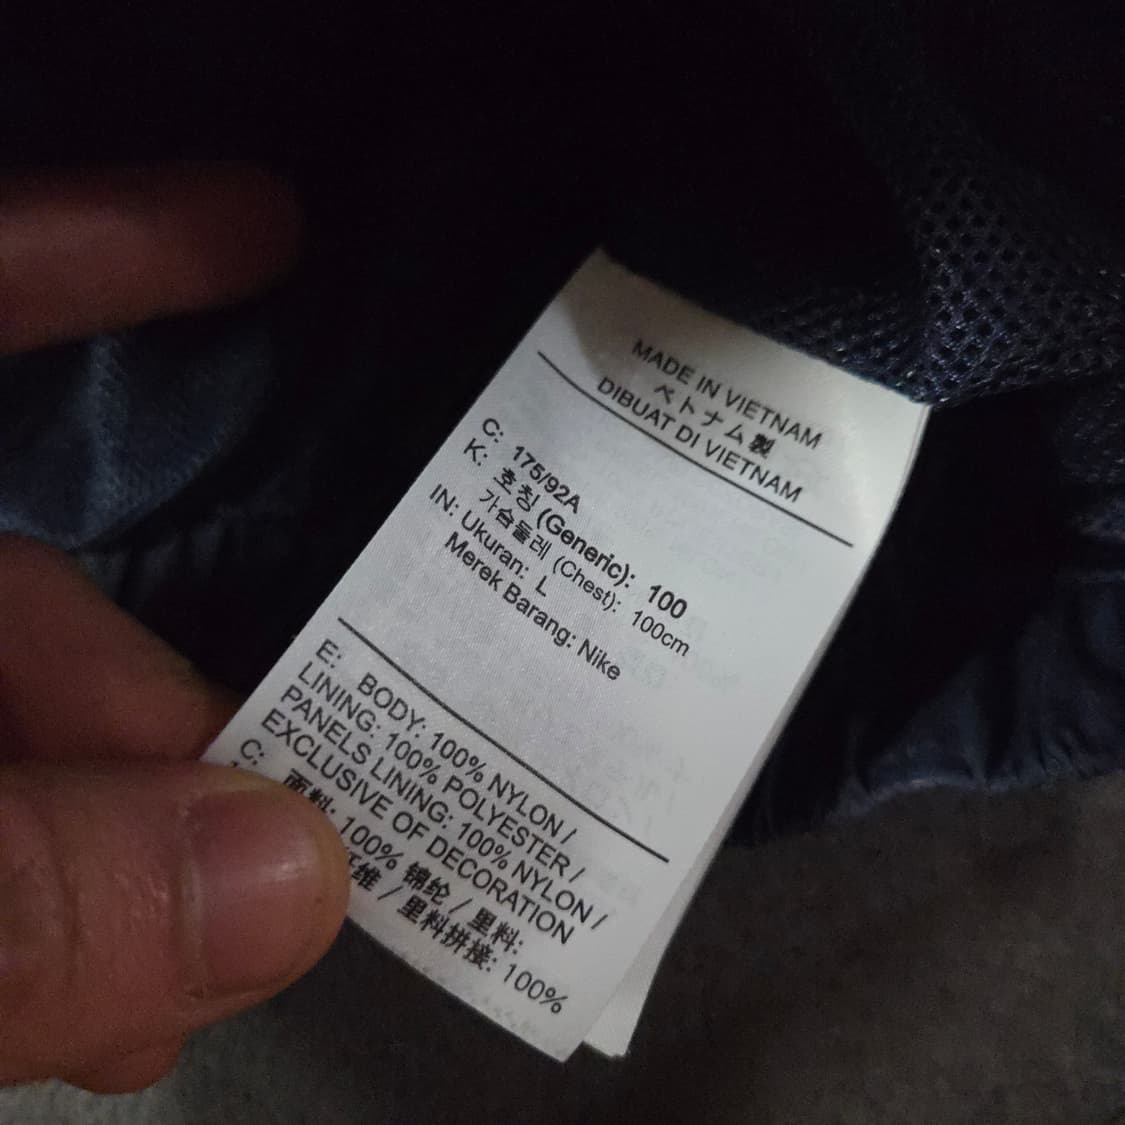 MADE IN VIETNAM
ベトナム製
DIBUAT DI VIETNAM
C: 175/92A
K: 호칭 (Generic): 100
가슴둘레 (Chest): 100cm
IN: Ukuran: L
Merek Barang: Nike
E: BODY: 100% NYLON /
LINING: 100% POLYESTER /
PANELS LINING: 100% NYLON /
EXCLUSIVE OF DECORATION
C: 面料: 100% 锦纶 / 里料:
维 / 里料拼接: 100%